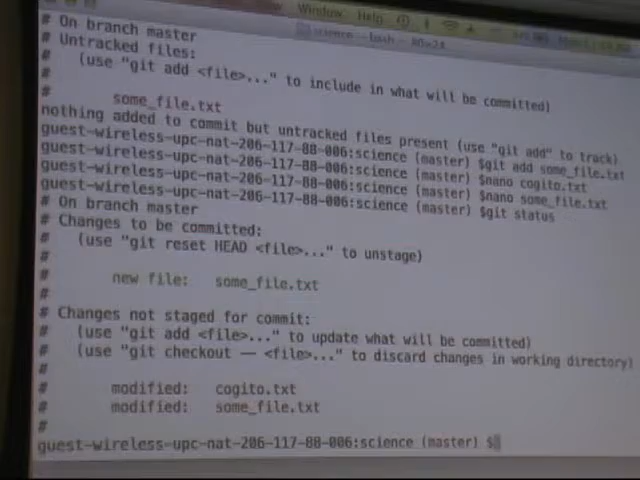 Window Help
science — bash — 80x24
# On branch master
# Untracked files:
#   (use "git add <file>..." to include in what will be committed)
#
#       some_file.txt
nothing added to commit but untracked files present (use "git add" to track)
guest-wireless-upc-nat-206-117-88-006:science (master) $git add some_file.txt
guest-wireless-upc-nat-206-117-88-006:science (master) $nano cogito.txt
guest-wireless-upc-nat-206-117-88-006:science (master) $nano some_file.txt
guest-wireless-upc-nat-206-117-88-006:science (master) $git status
# On branch master
# Changes to be committed:
#   (use "git reset HEAD <file>..." to unstage)
#
#       new file:   some_file.txt
#
# Changes not staged for commit:
#   (use "git add <file>..." to update what will be committed)
#   (use "git checkout -- <file>..." to discard changes in working directory)
#
#       modified:   cogito.txt
#       modified:   some_file.txt
#
guest-wireless-upc-nat-206-117-88-006:science (master) $